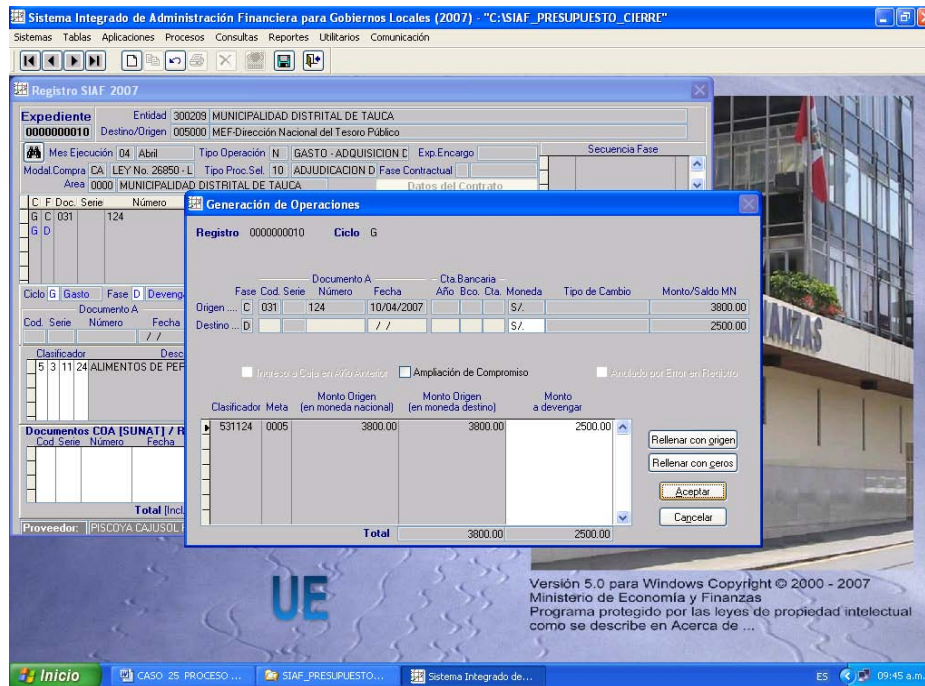 Sistema Integrado de Administración Financiera para Gobiernos Locales (2007) - "C:\SIAF_PRESUPUESTO_CIERRE"
Sistemas Tablas Aplicaciones Procesos Consultas Reportes Utilitarios Comunicación
Registro SIAF 2007
Expediente Entidad 300209 MUNICIPALIDAD DISTRITAL DE TAUCA
0000000010 Destino/Origen 005000 MEF-Dirección Nacional del Tesoro Público
Mes Ejecución 04 Abril Tipo Operación N GASTO - ADQUISICION D Exp.Encargo Secuencia Fase
Modal.Compra CA LEY No. 26850 - L Tipo Proc.Sel. 10 ADJUDICACION D Fase Contractual
Area 0000 MUNICIPALIDAD DISTRITAL DE TAUCA Datos del Contrato
C F Doc. Serie Número
G C 031 124
G D
Ciclo G Gasto Fase D Deveng
Documento A
Cod. Serie Número Fecha
/ /
Clasificador Desc
5 3 11 24 ALIMENTOS DE PER
Documentos COA [SUNAT] / R
Cod Serie Número Fecha
Total [Incl.
Proveedor: PISCOYA CAJUSOL
Generación de Operaciones
Registro 0000000010 Ciclo G
Documento A Cta.Bancaria
Fase Cod. Serie Número Fecha Año Bco. Cta. Moneda Tipo de Cambio Monto/Saldo MN
Origen .... C 031 124 10/04/2007 S/. 3800.00
Destino ... D / / S/. 2500.00
Ingreso a Caja en Año Anterior Ampliación de Compromiso Anulado por Error en Registro
Monto Origen Monto Origen Monto
Clasificador Meta (en moneda nacional) (en moneda destino) a devengar
531124 0005 3800.00 3800.00 2500.00
Rellenar con origen
Rellenar con ceros
Aceptar
Cancelar
Total 3800.00 2500.00
ANZAS
UE
Versión 5.0 para Windows Copyright © 2000 - 2007
Ministerio de Economía y Finanzas
Programa protegido por las leyes de propiedad intelectual
como se describe en Acerca de ...
Inicio CASO 25 PROCESO ... SIAF_PRESUPUESTO... Sistema Integrado de... ES 09:45 a.m.